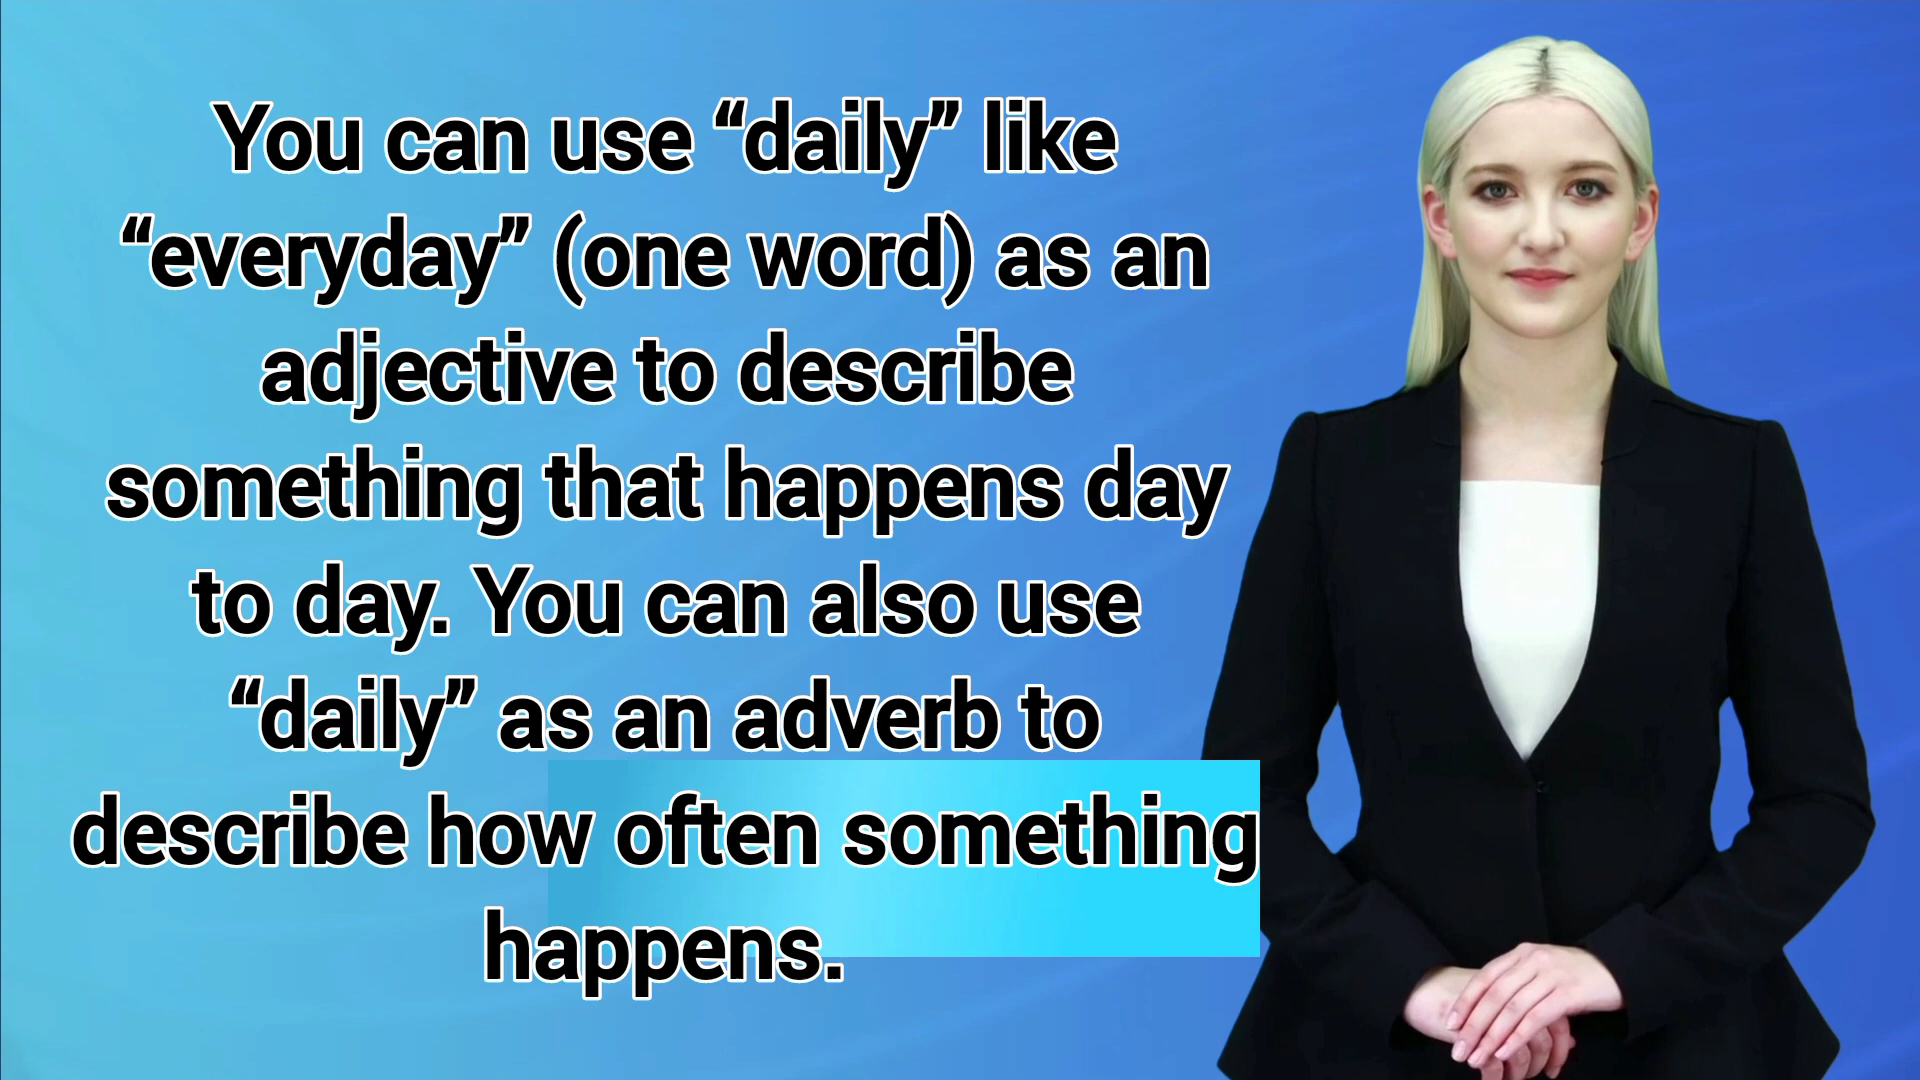 You can use “daily” like
“everyday” (one word) as an
adjective to describe
something that happens day
to day. You can also use
“daily” as an adverb to
describe how often something
happens.